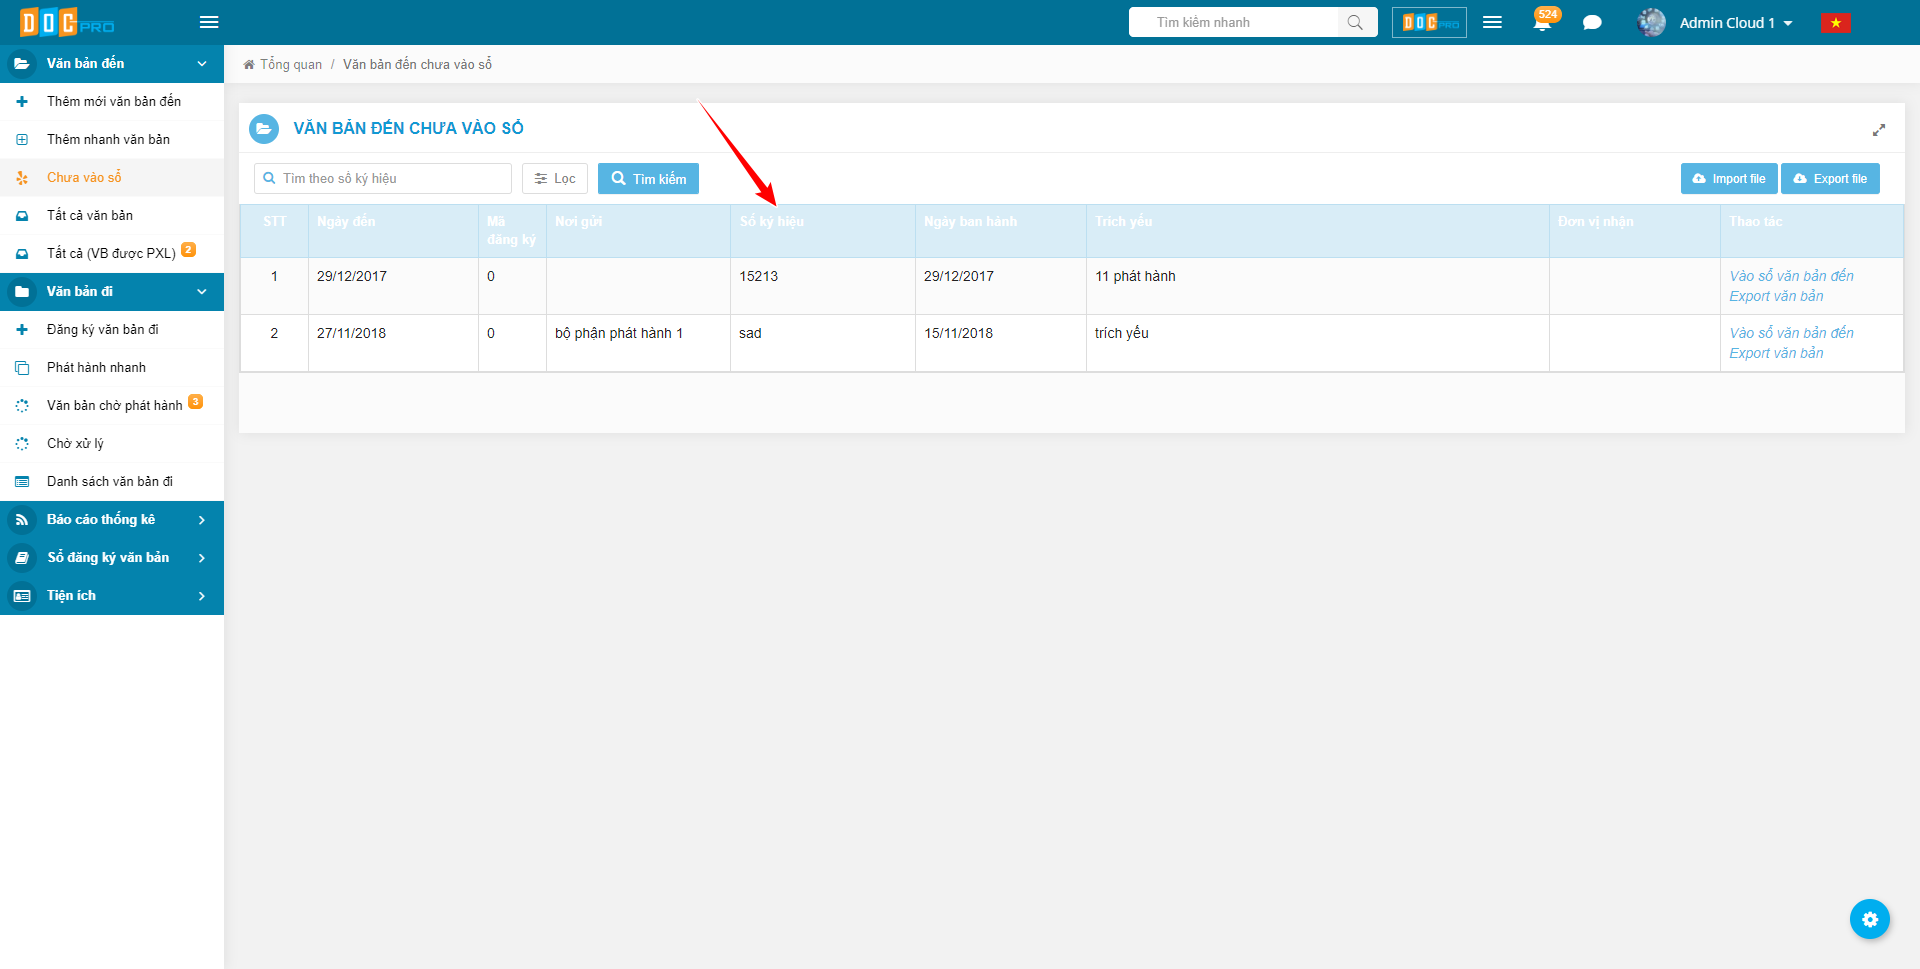 DOC PRO
Tìm kiếm nhanh
DOC PRO
524
Admin Cloud 1
Văn bản đến
Thêm mới văn bản đến
Thêm nhanh văn bản
Chưa vào sổ
Tất cả văn bản
Tất cả (VB được PXL) 2
Văn bản đi
Đăng ký văn bản đi
Phát hành nhanh
Văn bản chờ phát hành 3
Chờ xử lý
Danh sách văn bản đi
Báo cáo thống kê
Sổ đăng ký văn bản
Tiện ích
Tổng quan / Văn bản đến chưa vào sổ
VĂN BẢN ĐẾN CHƯA VÀO SỔ
Tìm theo số ký hiệu
Lọc
Tìm kiếm
Import file
Export file
STT Ngày đến Mã đăng ký Nơi gửi Số ký hiệu Ngày ban hành Trích yếu Đơn vị nhận Thao tác
1 29/12/2017 0 15213 29/12/2017 11 phát hành Vào sổ văn bản đến
Export văn bản
2 27/11/2018 0 bộ phận phát hành 1 sad 15/11/2018 trích yếu Vào sổ văn bản đến
Export văn bản